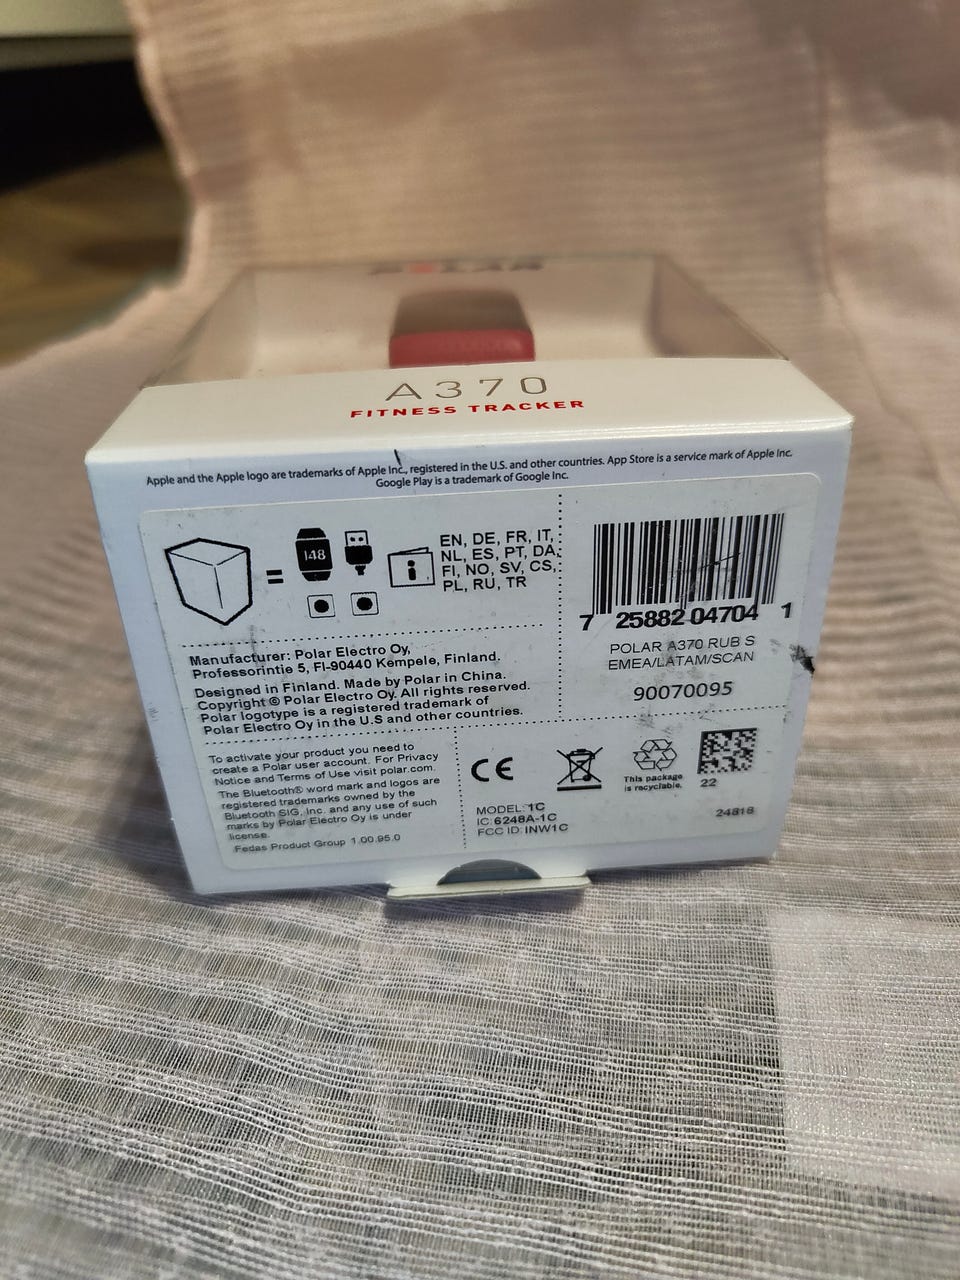 POLAR
A370
FITNESS TRACKER
Apple and the Apple logo are trademarks of Apple Inc., registered in the U.S. and other countries. App Store is a service mark of Apple Inc.
Google Play is a trademark of Google Inc.
148
EN, DE, FR, IT,
NL, ES, PT, DA,
FI, NO, SV, CS,
PL, RU, TR
7 25882 04704 1
POLAR A370 RUB S
EMEA/LATAM/SCAN
90070095
Manufacturer: Polar Electro Oy,
Professorintie 5, FI-90440 Kempele, Finland.
Designed in Finland. Made by Polar in China.
Copyright © Polar Electro Oy. All rights reserved.
Polar logotype is a registered trademark of
Polar Electro Oy in the U.S and other countries.
To activate your product you need to
create a Polar user account. For Privacy
Notice and Terms of Use visit polar.com.
The Bluetooth® word mark and logos are
registered trademarks owned by the
Bluetooth SIG, Inc. and any use of such
marks by Polar Electro Oy is under
license.
Fedas Product Group 1.00.95.0
CE
This package
is recyclable.
22
MODEL: 1C
IC: 6248A-1C
FCC ID: INW1C
24818